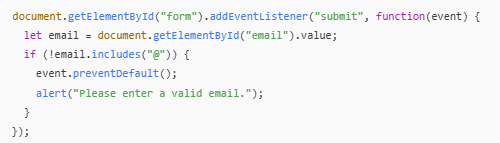 document.getElementById("form").addEventListener("submit", function(event) {
  let email = document.getElementById("email").value;
  if (!email.includes("@")) {
    event.preventDefault();
    alert("Please enter a valid email.");
  }
});